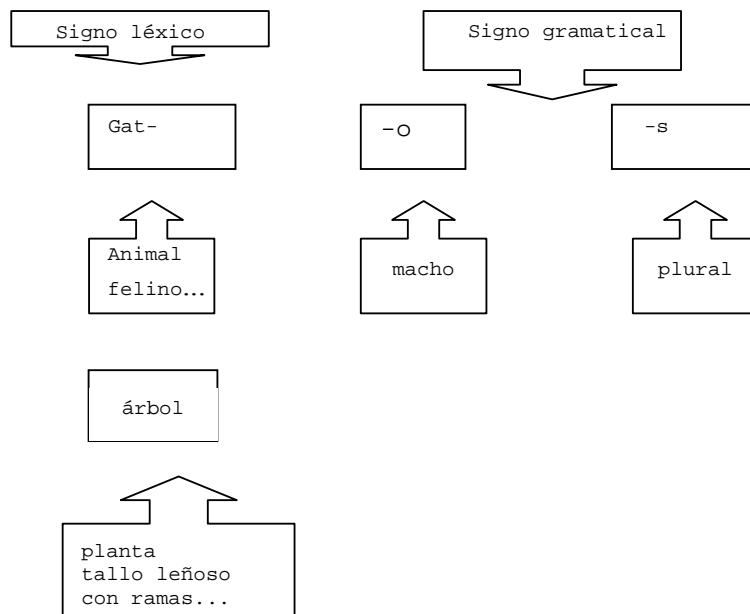 Signo léxico
Signo gramatical
Gat-
-o
-s
Animal
felino...
macho
plural
árbol
planta
tallo leñoso
con ramas...